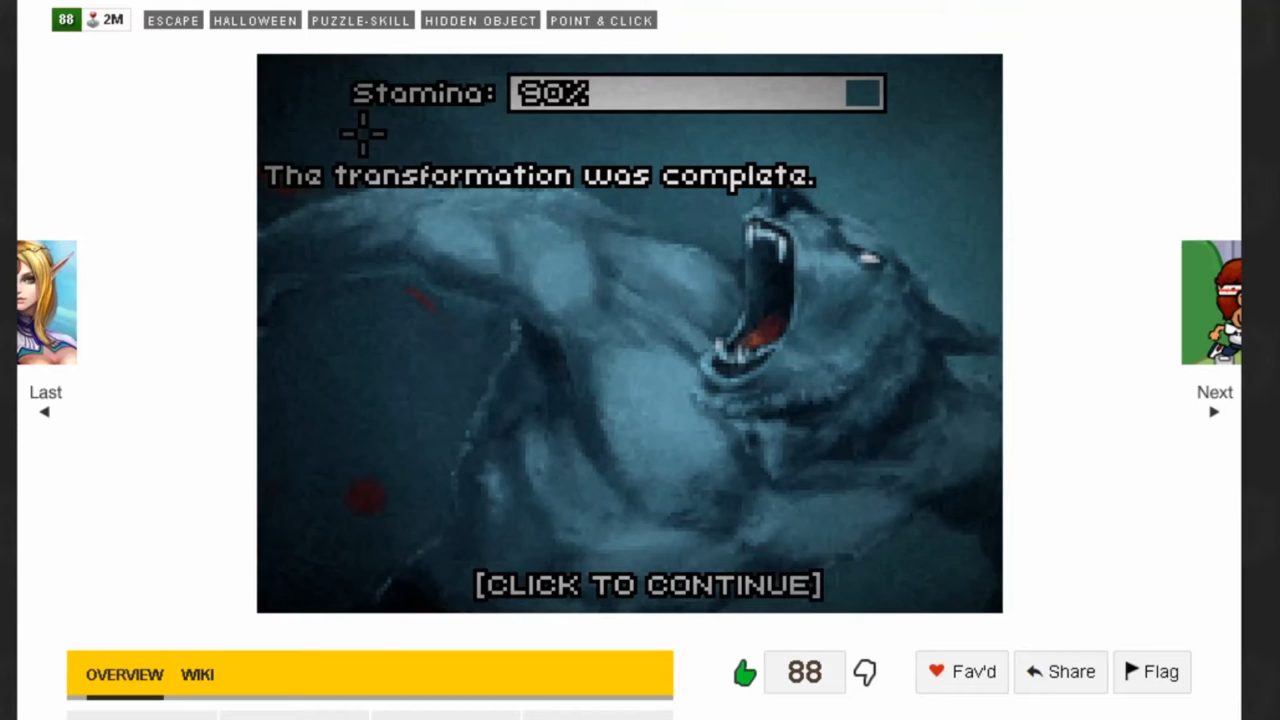 88 2M ESCAPE HALLOWEEN PUZZLE-SKILL HIDDEN OBJECT POINT & CLICK
Stamina: 90%
The transformation was complete.
Last
Next
[CLICK TO CONTINUE]
OVERVIEW WIKI 88 Fav'd Share Flag